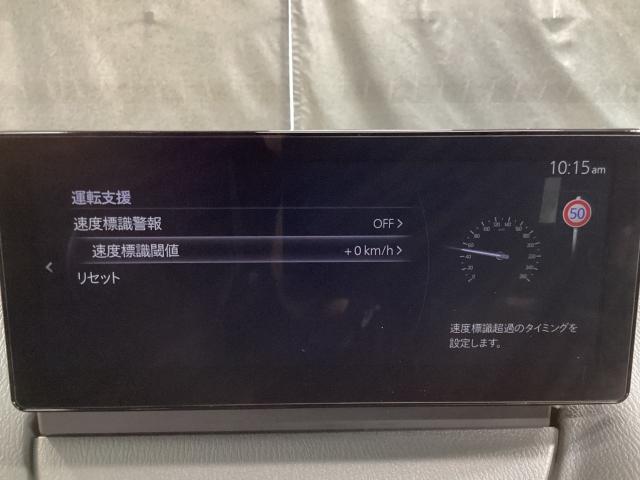 10:15am
運転支援
速度標識警報 OFF
速度標識閾値 +0 km/h
リセット
50
速度標識超過のタイミングを
設定します。